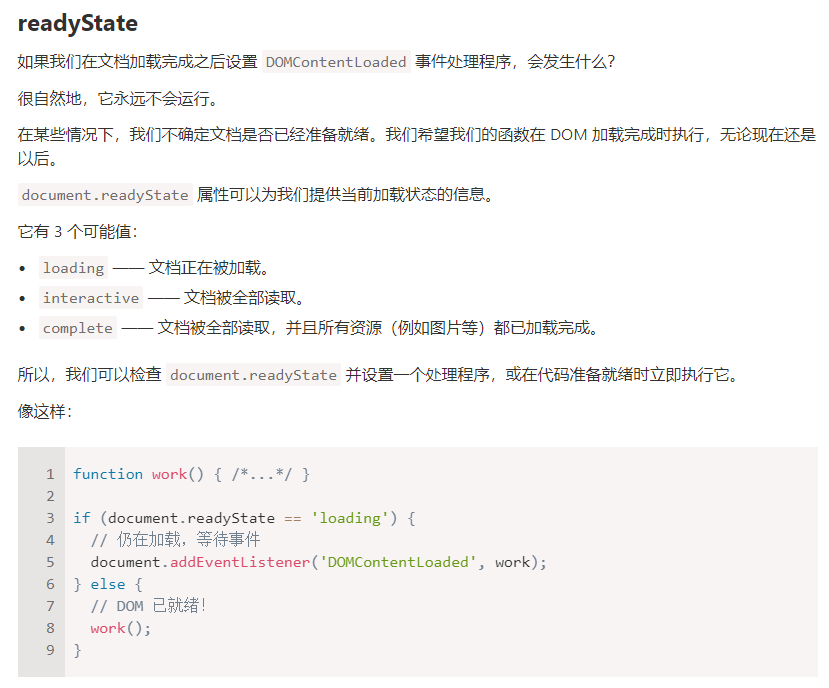 readyState
如果我们在文档加载完成之后设置 DOMContentLoaded 事件处理程序，会发生什么？
很自然地，它永远不会运行。
在某些情况下，我们不确定文档是否已经准备就绪。我们希望我们的函数在 DOM 加载完成时执行，无论现在还是
以后。
document.readyState 属性可以为我们提供当前加载状态的信息。
它有 3 个可能值：
• loading —— 文档正在被加载。
• interactive —— 文档被全部读取。
• complete —— 文档被全部读取，并且所有资源（例如图片等）都已加载完成。
所以，我们可以检查 document.readyState 并设置一个处理程序，或在代码准备就绪时立即执行它。
像这样：
1 function work() { /*...*/ }
2
3 if (document.readyState == 'loading') {
4   // 仍在加载，等待事件
5   document.addEventListener('DOMContentLoaded', work);
6 } else {
7   // DOM 已就绪！
8   work();
9 }